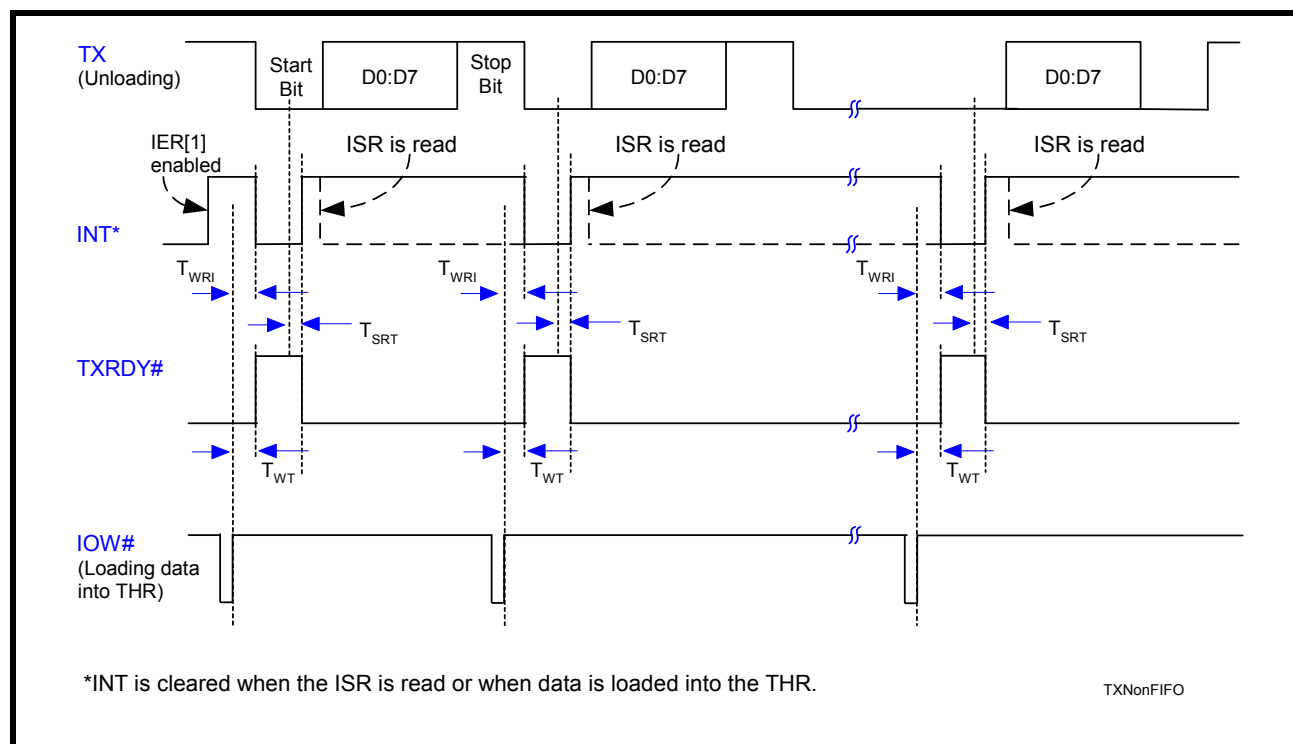 TX
(Unloading)
Start
Bit
D0:D7
Stop
Bit
D0:D7
D0:D7
IER[1]
enabled
ISR is read
ISR is read
ISR is read
INT*
TWRI
TWRI
TWRI
TSRT
TSRT
TSRT
TXRDY#
TWT
TWT
TWT
IOW#
(Loading data
into THR)
*INT is cleared when the ISR is read or when data is loaded into the THR.
TXNonFIFO